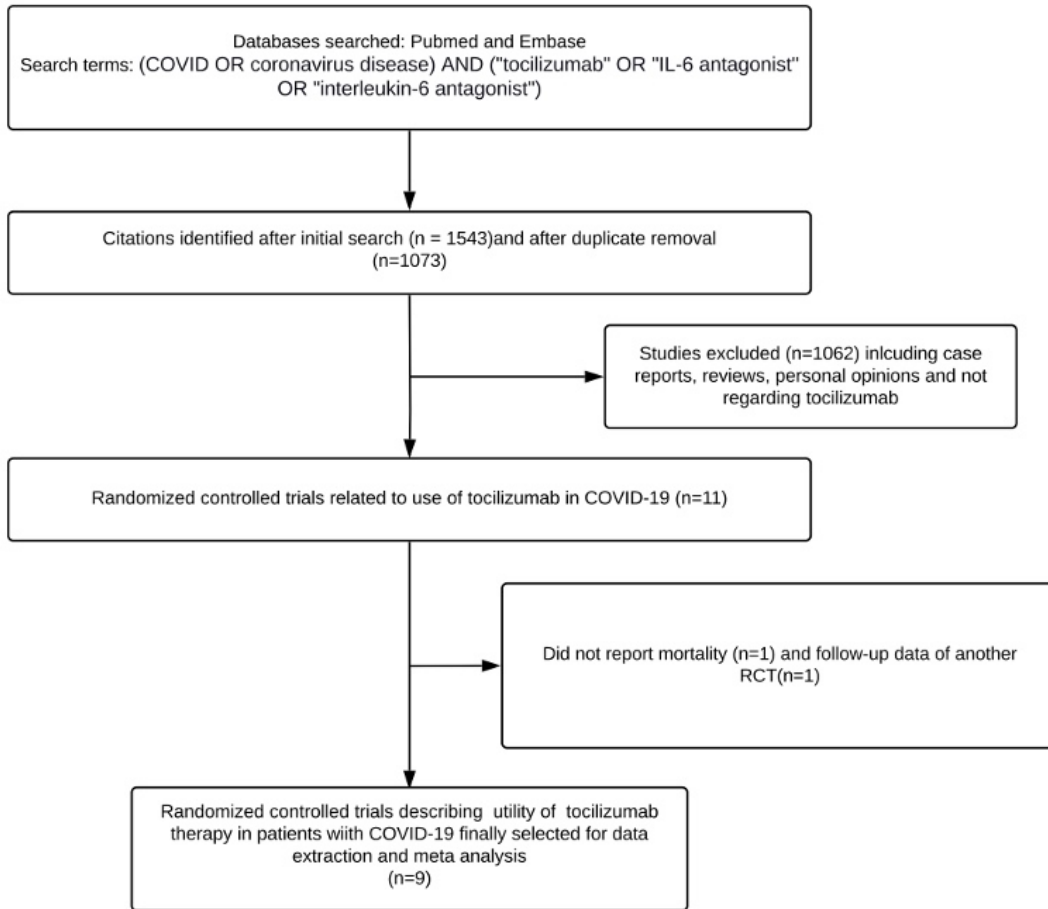 Databases searched: Pubmed and Embase
Search terms: (COVID OR coronavirus disease) AND ("tocilizumab" OR "IL-6 antagonist"
OR "interleukin-6 antagonist")
Citations identified after initial search (n = 1543)and after duplicate removal
(n=1073)
Studies excluded (n=1062) inlcuding case
reports, reviews, personal opinions and not
regarding tocilizumab
Randomized controlled trials related to use of tocilizumab in COVID-19 (n=11)
Did not report mortality (n=1) and follow-up data of another
RCT(n=1)
Randomized controlled trials describing utility of tocilizumab
therapy in patients wiith COVID-19 finally selected for data
extraction and meta analysis
(n=9)